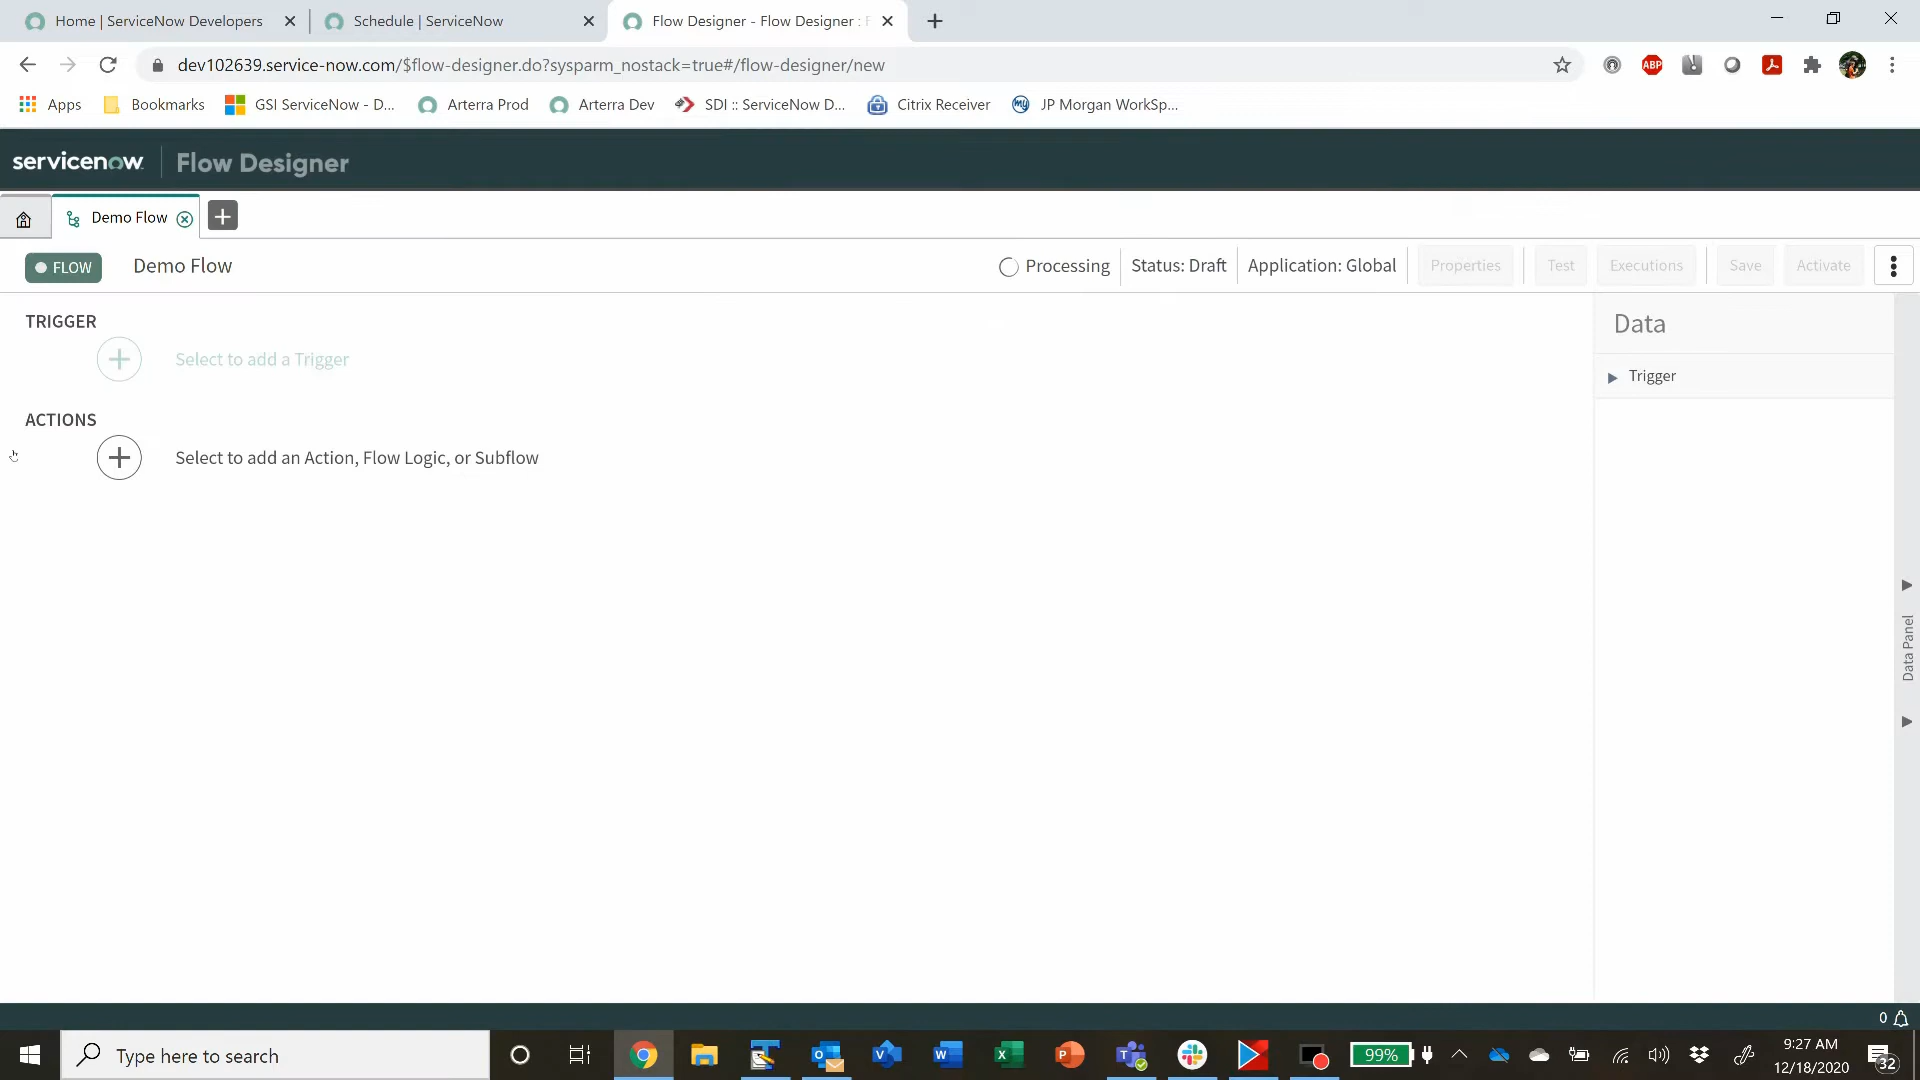 Home | ServiceNow Developers
Schedule | ServiceNow
Flow Designer - Flow Designer : F
dev102639.service-now.com/$flow-designer.do?sysparm_nostack=true#/flow-designer/new
ABP
Apps
Bookmarks
GSI ServiceNow - D...
Arterra Prod
Arterra Dev
SDI :: ServiceNow D...
Citrix Receiver
my
JP Morgan WorkSp...
servicenow
Flow Designer
Demo Flow
FLOW
Demo Flow
Processing
Status: Draft
Application: Global
Properties
Test
Executions
Save
Activate
TRIGGER
Select to add a Trigger
ACTIONS
Select to add an Action, Flow Logic, or Subflow
Data
Trigger
Data Panel
0
Type here to search
99%
9:27 AM
12/18/2020
32